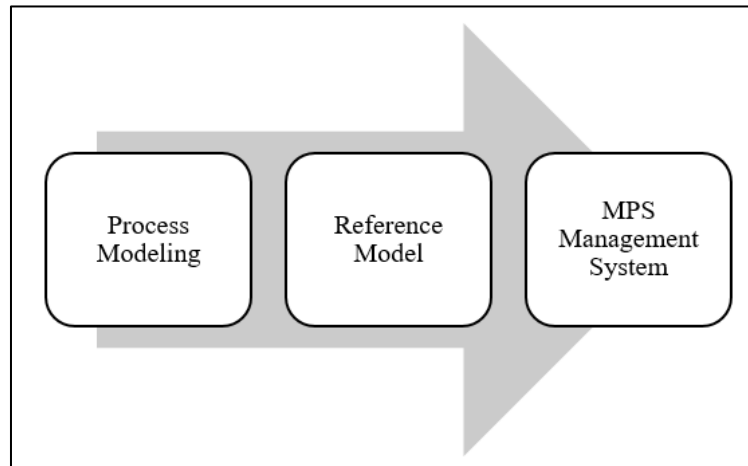 Process
Modeling
Reference
Model
MPS
Management
System